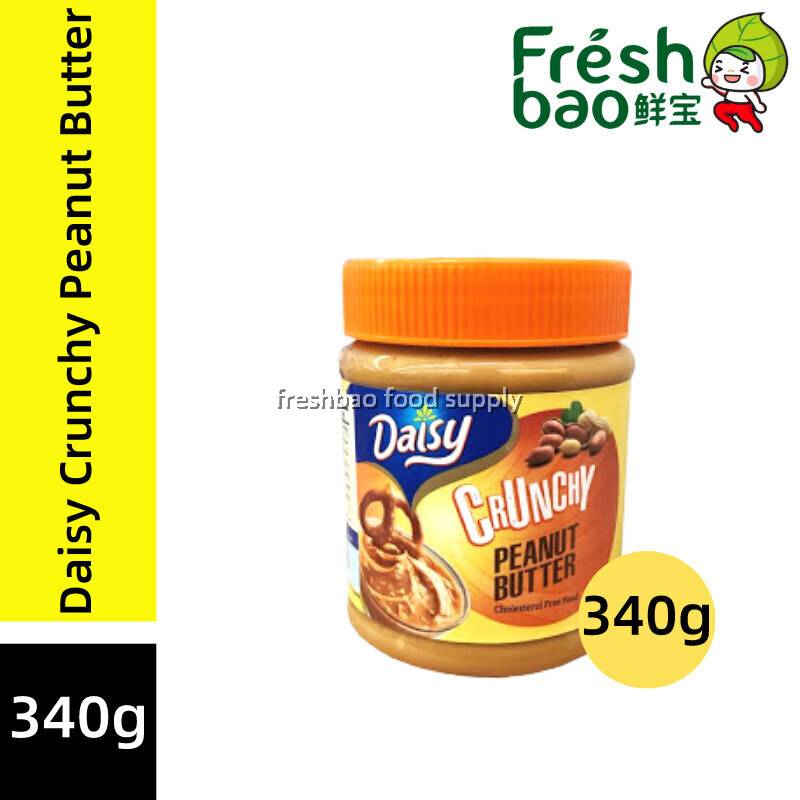 Daisy Crunchy Peanut Butter
340g
Frésh
bao鲜宝
freshbao food supply
Daisy
CRUNCHY
PEANUT
BUTTER
Cholesterol Free Food
340g